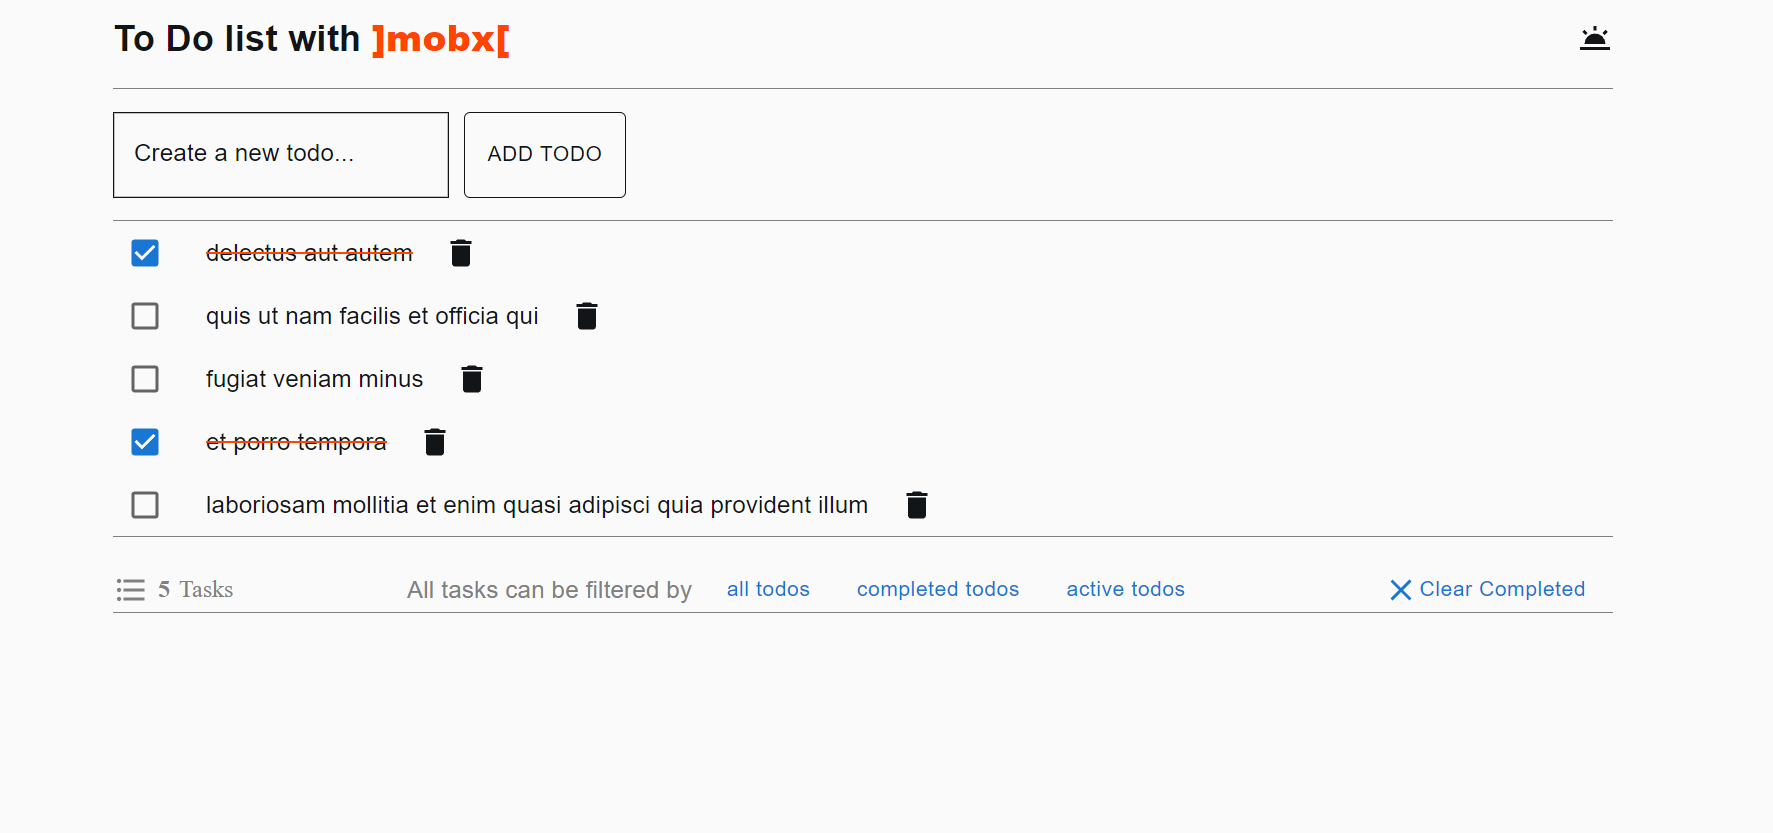 To Do list with ]mobx[
Create a new todo...
ADD TODO
delectus aut autem
quis ut nam facilis et officia qui
fugiat veniam minus
et porro tempora
laboriosam mollitia et enim quasi adipisci quia provident illum
5 Tasks All tasks can be filtered by all todos completed todos active todos Clear Completed